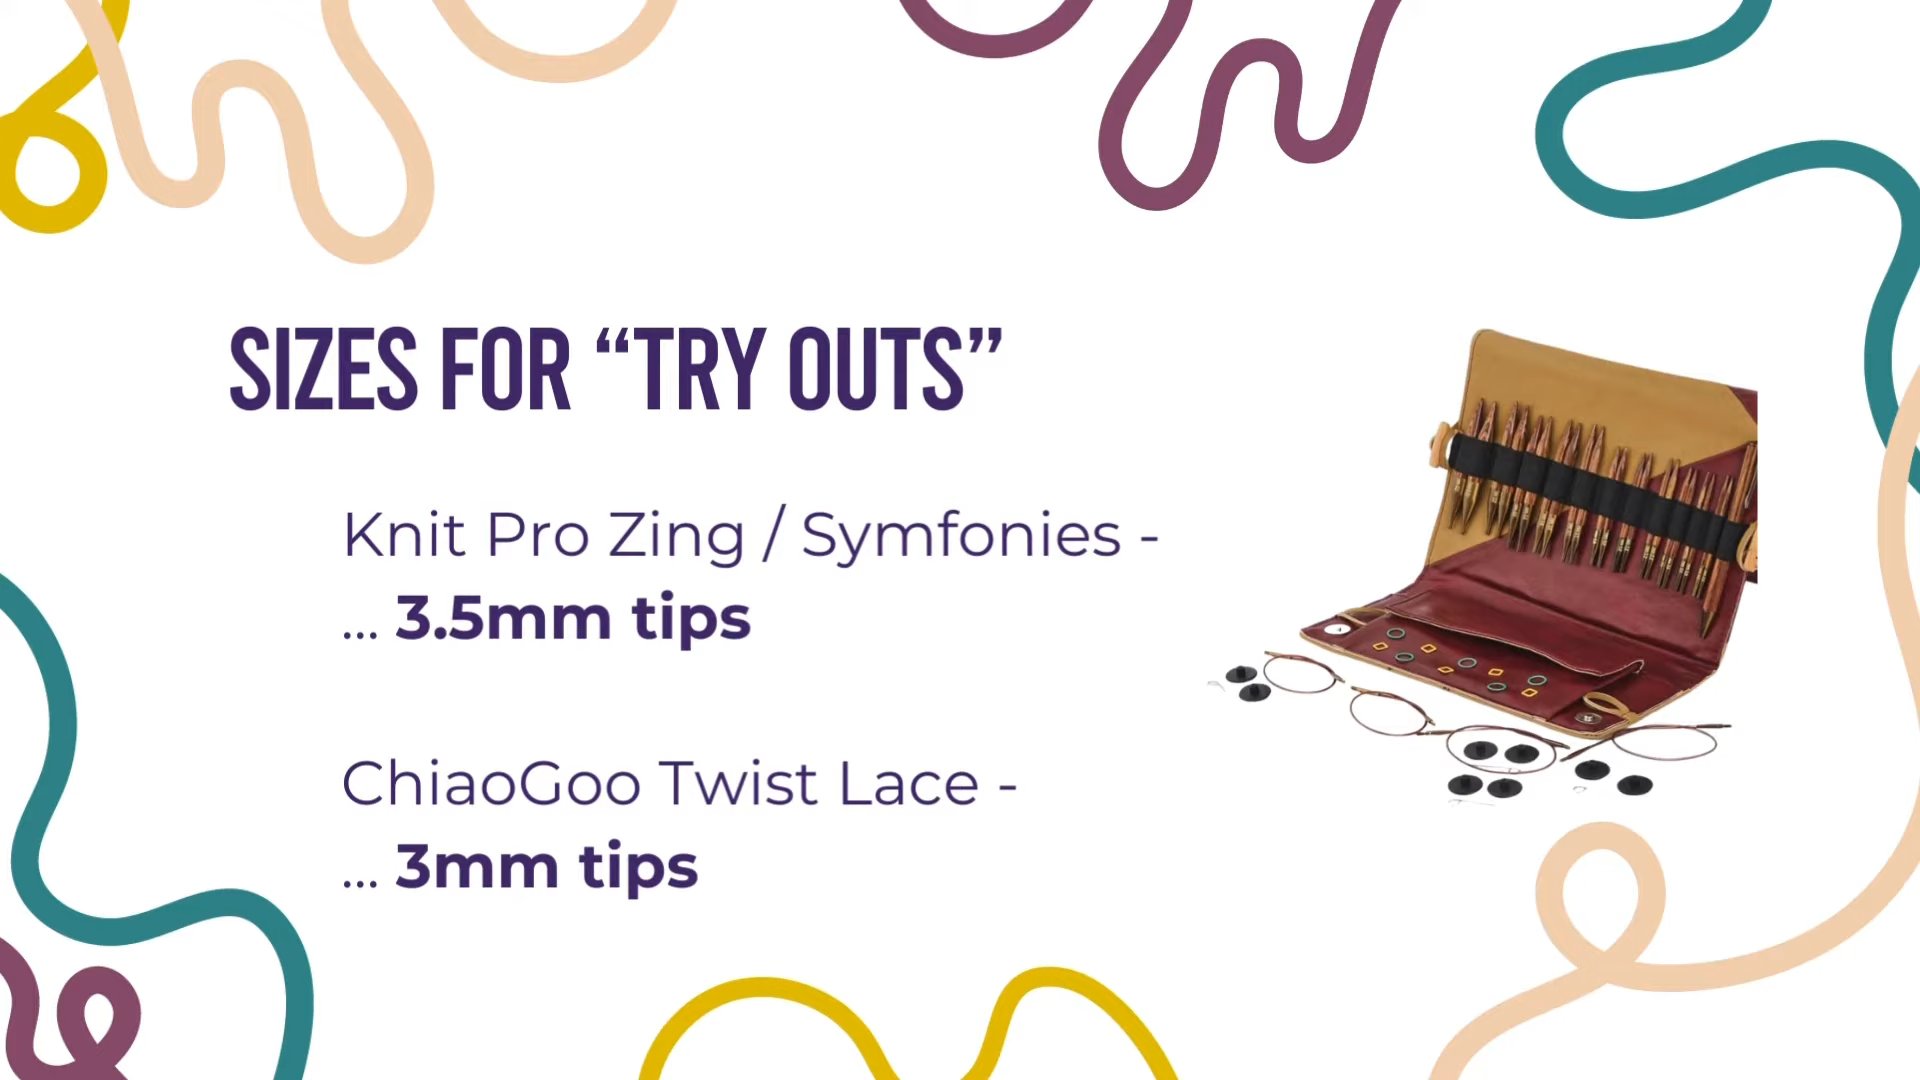 SIZES FOR “TRY OUTS”
Knit Pro Zing / Symfonies -
... 3.5mm tips
ChiaoGoo Twist Lace -
... 3mm tips